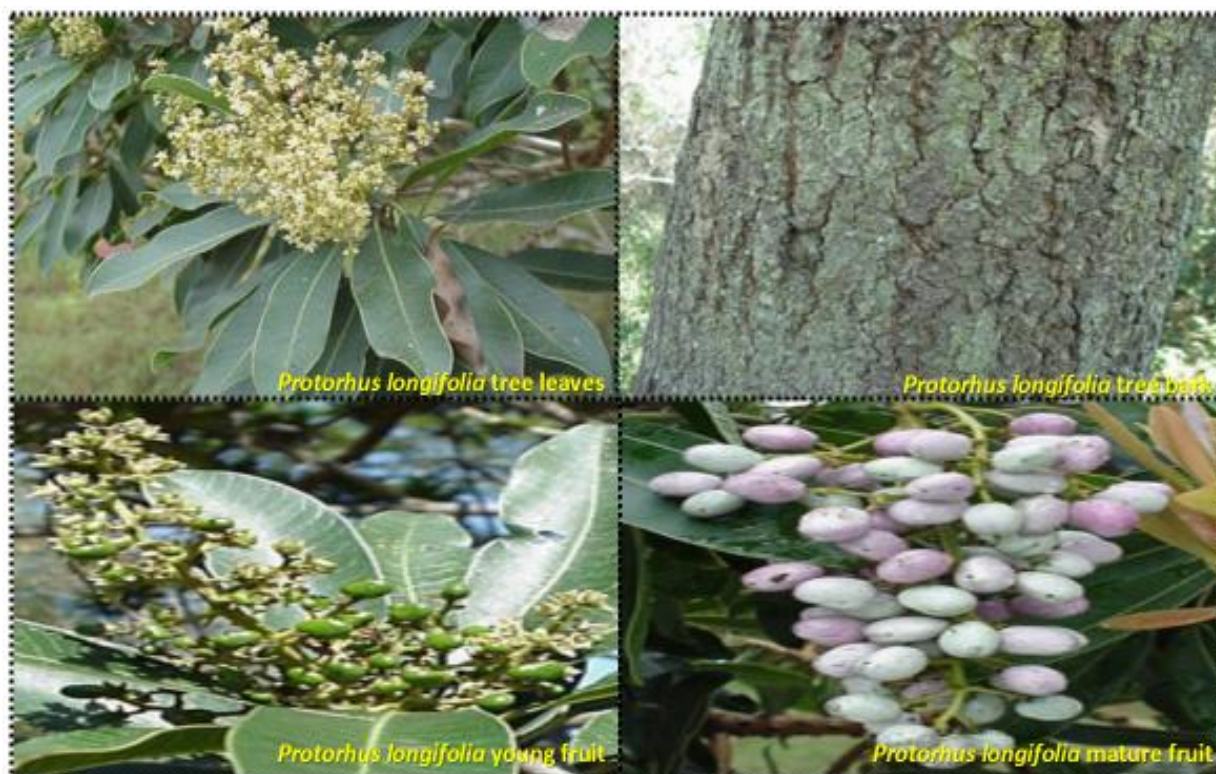 Protorhus longifolia tree leaves
Protorhus longifolia tree bark
Protorhus longifolia young fruit
Protorhus longifolia mature fruit